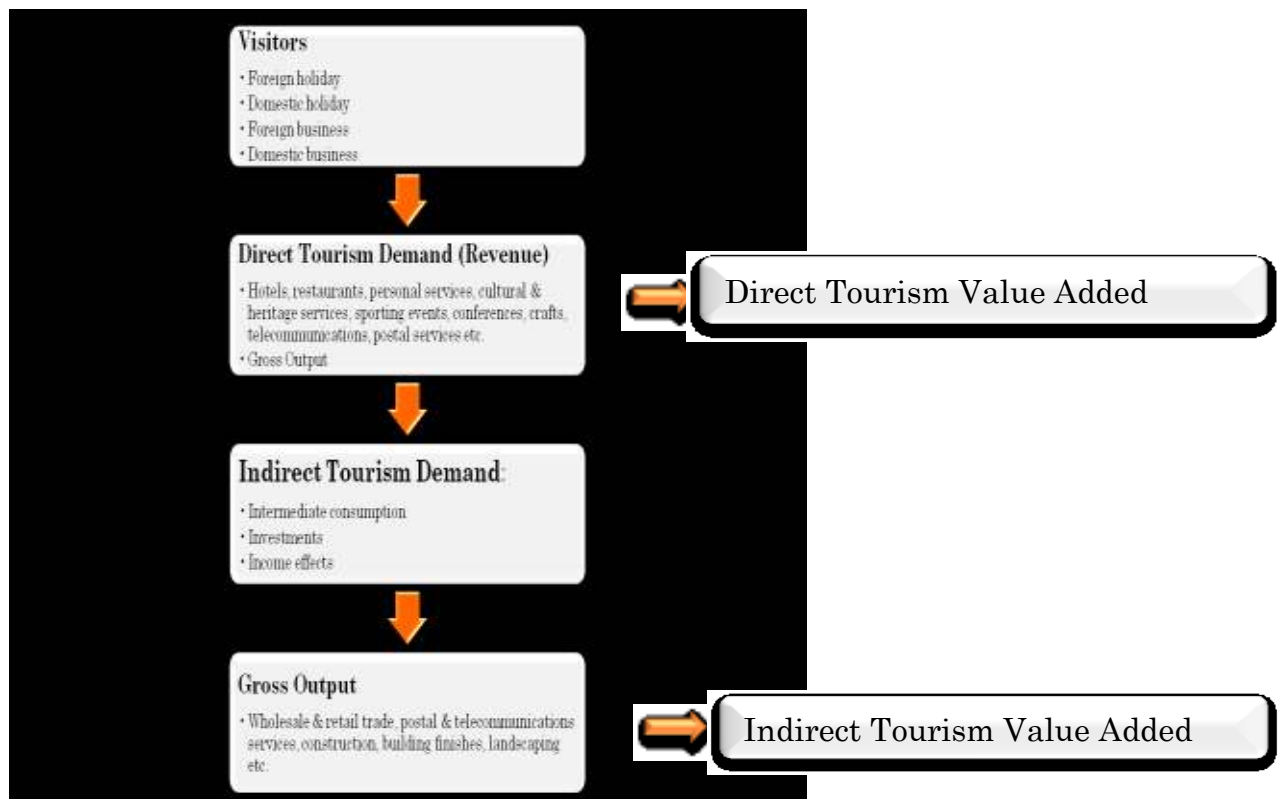 Visitors
• Foreign holiday
• Domestic holiday
• Foreign business
• Domestic business
Direct Tourism Demand (Revenue)
• Hotels, restaurants, personal services, cultural &
heritage services, sporting events, conferences, crafts,
telecommunications, postal services etc.
• Gross Output
Direct Tourism Value Added
Indirect Tourism Demand:
• Intermediate consumption
• Investments
• Income effects
Gross Output
• Wholesale & retail trade, postal & telecommunications
services, construction, building finishes, landscaping
etc.
Indirect Tourism Value Added